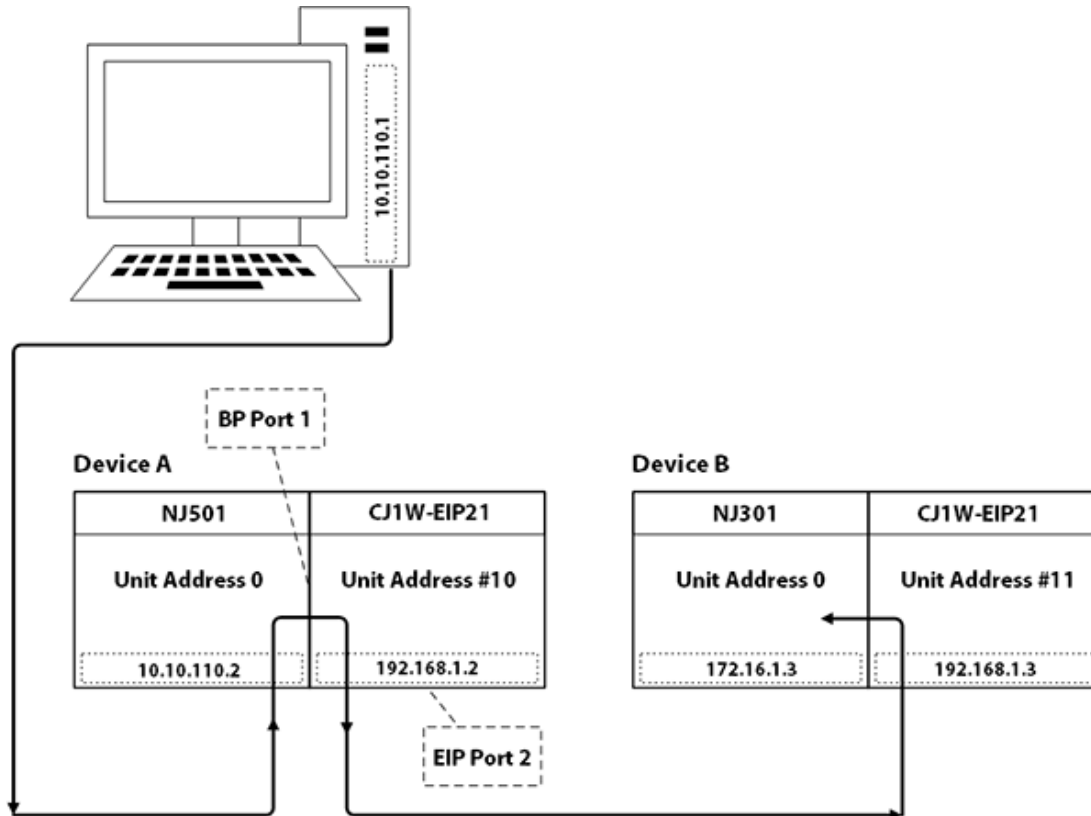 10.10.110.1
BP Port 1
Device A
NJ501
CJ1W-EIP21
Unit Address 0
Unit Address #10
10.10.110.2
192.168.1.2
EIP Port 2
Device B
NJ301
CJ1W-EIP21
Unit Address 0
Unit Address #11
172.16.1.3
192.168.1.3